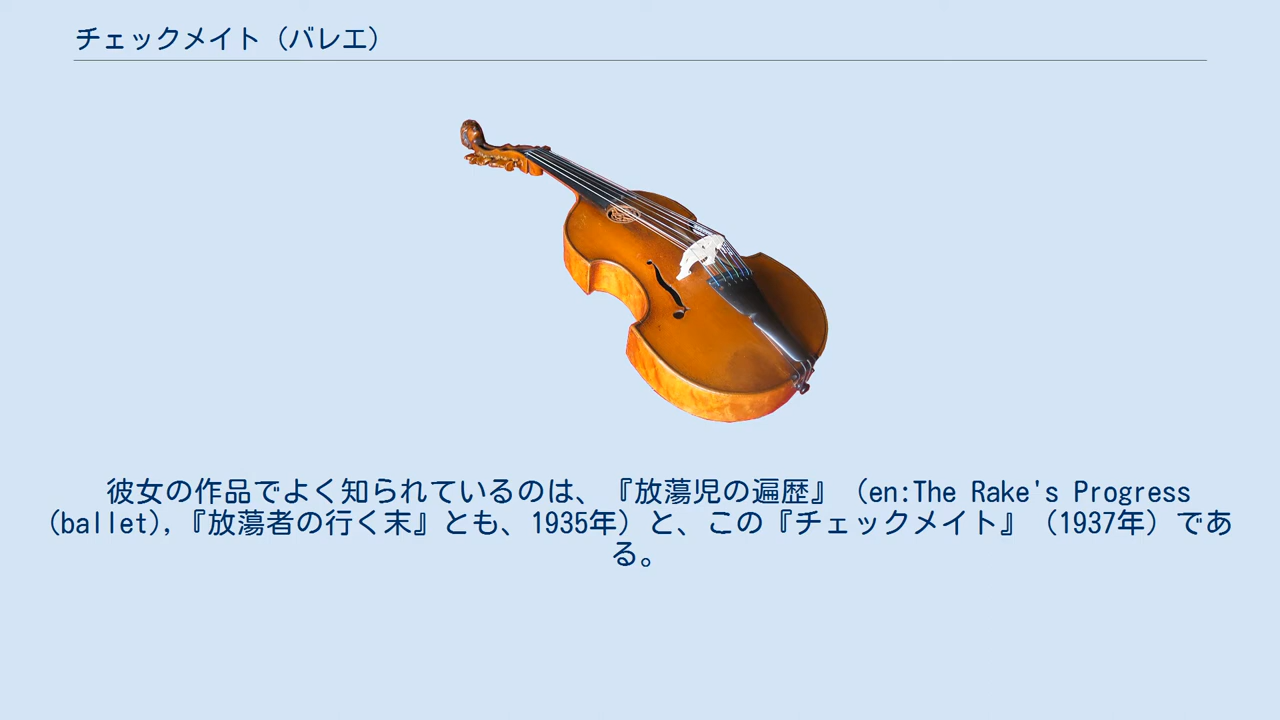 チェックメイト（バレエ）
彼女の作品でよく知られているのは、『放蕩児の遍歴』（en:The Rake's Progress
(ballet),『放蕩者の行く末』とも、1935年）と、この『チェックメイト』（1937年）であ
る。